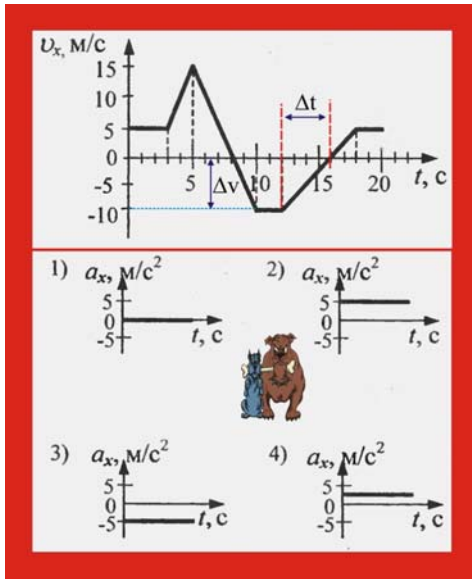 υₓ, м/с
15
Δt
10
5
0
5
Δv
10
15
20
t, с
-5
-10
1) aₓ, м/с²
5
0
-5
t, с
2) aₓ, м/с²
5
0
-5
t, с
3) aₓ, м/с²
5
0
-5
t, с
4) aₓ, м/с²
5
0
-5
t, с